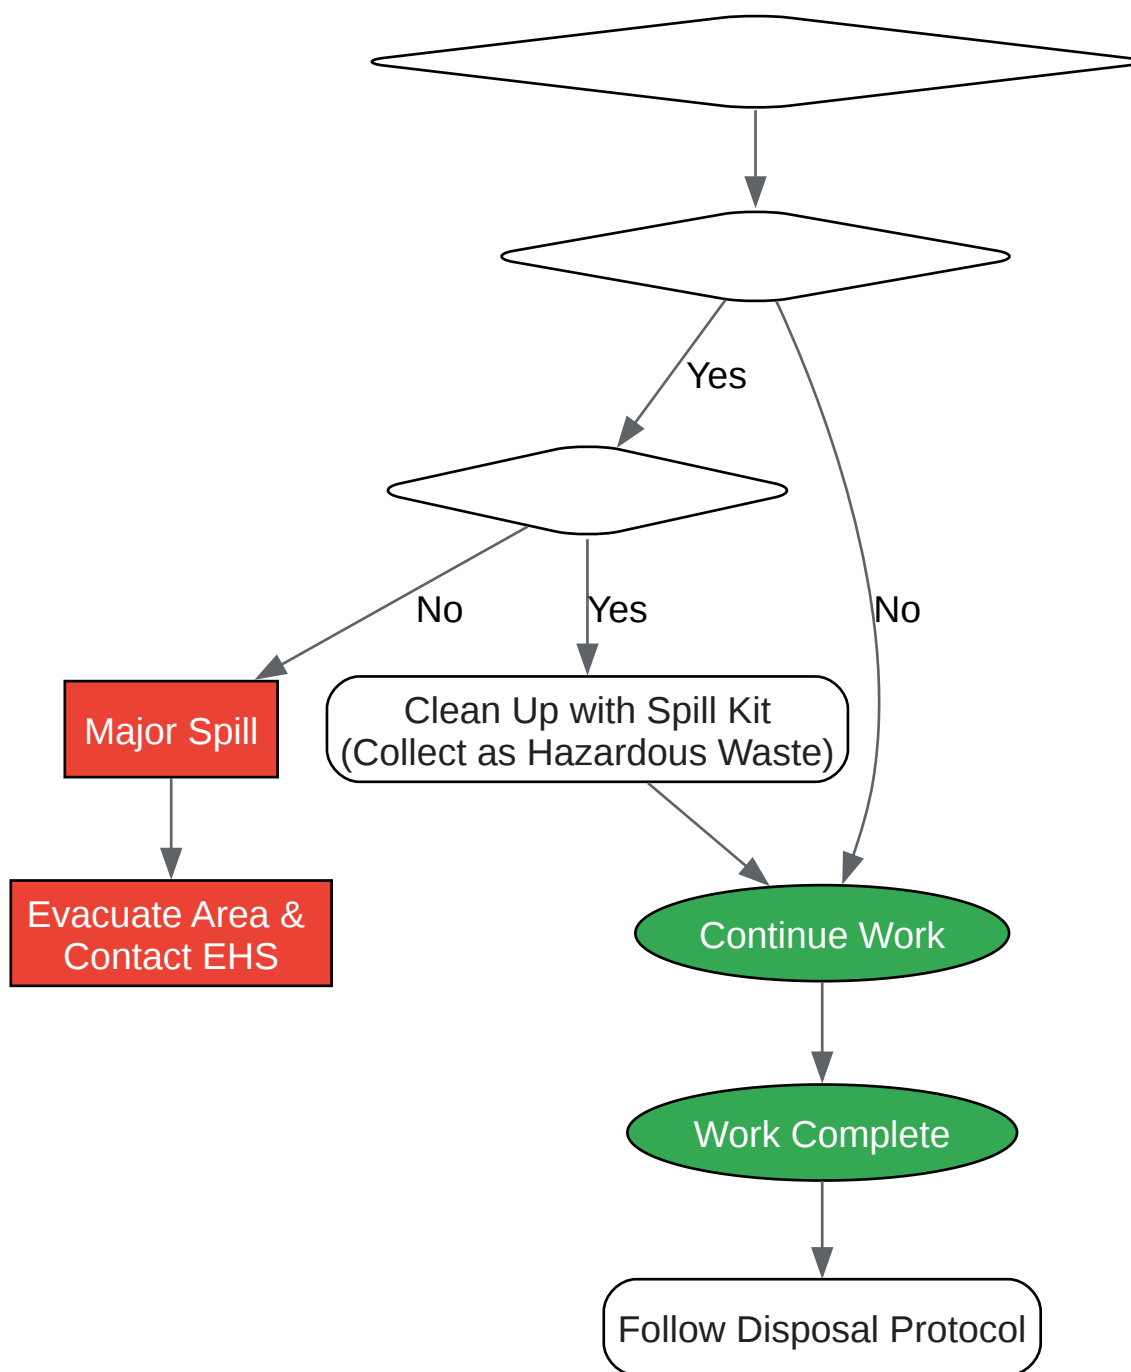 Yes
No
Yes
No
Major Spill
Clean Up with Spill Kit
(Collect as Hazardous Waste)
Evacuate Area &
Contact EHS
Continue Work
Work Complete
Follow Disposal Protocol